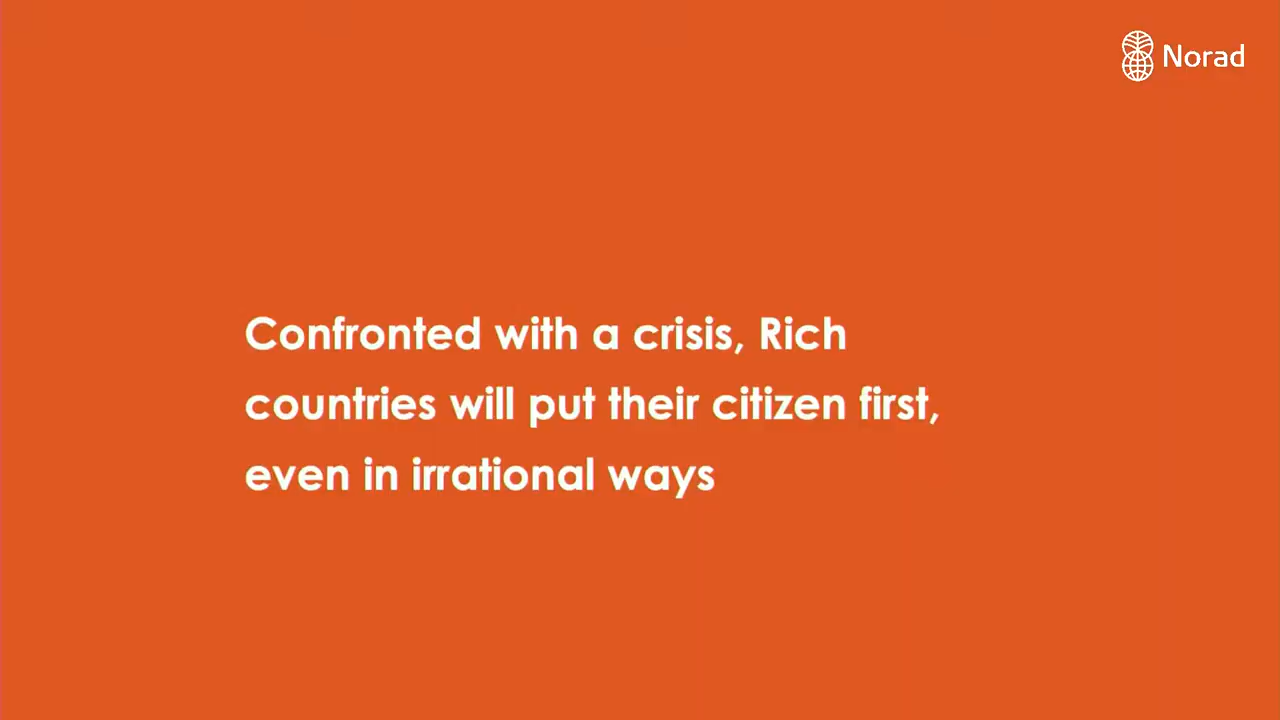 Norad
Confronted with a crisis, Rich
countries will put their citizen first,
even in irrational ways